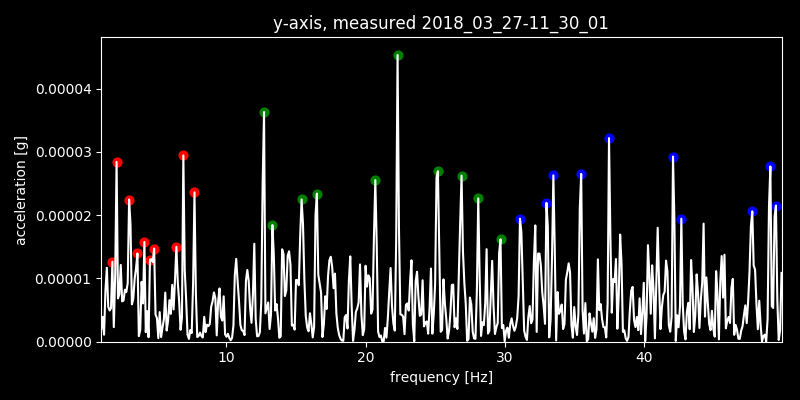 y-axis, measured 2018_03_27-11_30_01
acceleration [g]
0.00004
0.00003
0.00002
0.00001
0.00000
10 20 30 40
frequency [Hz]